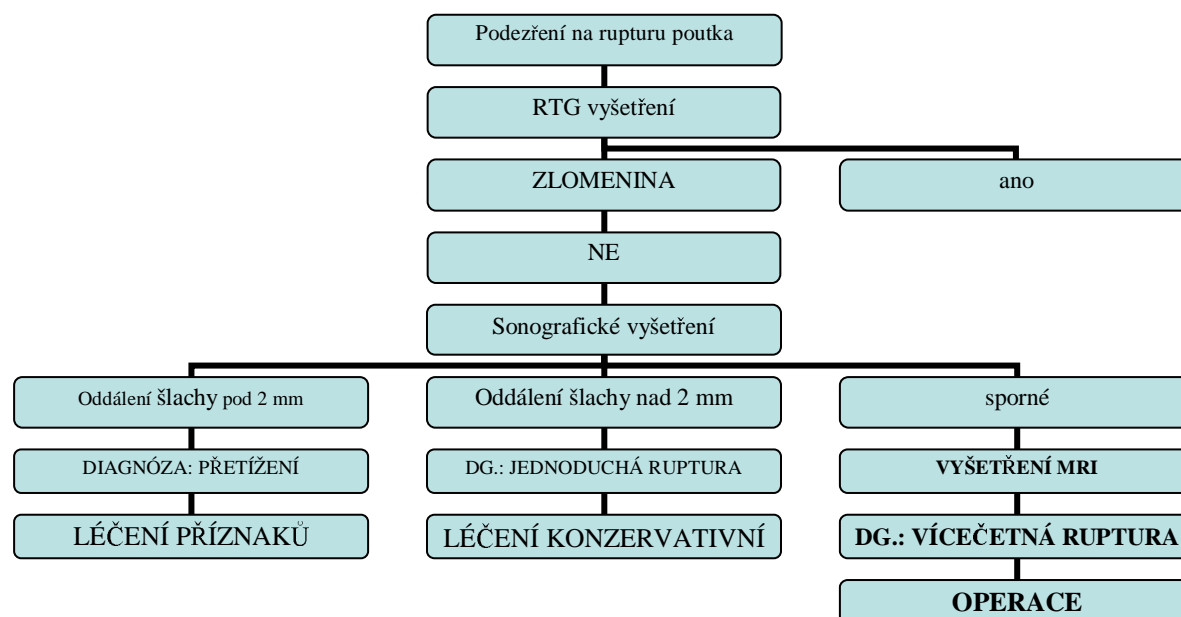 Podezření na rupturu poutka
RTG vyšetření
ZLOMENINA
ano
NE
Sonografické vyšetření
Oddálení šlachy pod 2 mm
Oddálení šlachy nad 2 mm
sporné
DIAGNÓZA: PŘETÍŽENÍ
DG.: JEDNODUCHÁ RUPTURA
VYŠETŘENÍ MRI
LÉČENÍ PŘÍZNAKŮ
LÉČENÍ KONZERVATIVNÍ
DG.: VÍCEČETNÁ RUPTURA
OPERACE